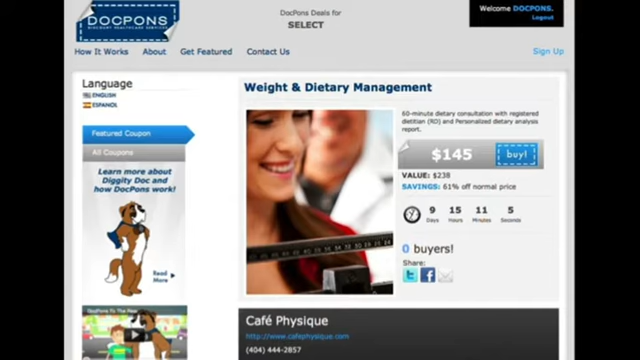 DOCPONS
DISCOUNT HEALTHCARE SERVICES
DocPons Deals for
SELECT
Welcome DOCPONS.
Logout
How It Works
About
Get Featured
Contact Us
Sign Up
Language
ENGLISH
ESPANOL
Featured Coupon
All Coupons
Learn more about
Diggity Doc and
how DocPons work!
Read
More
DocPons To The
Weight & Dietary Management
60-minute dietary consultation with registered
dietitian (RD) and Personalized dietary analysis
report.
$145
buy!
VALUE: $238
SAVINGS: 61% off normal price
9 15 11 5
Days Hours Minutes Seconds
0 buyers!
Share:
Café Physique
http://www.cafephysique.com
(404) 444-2857